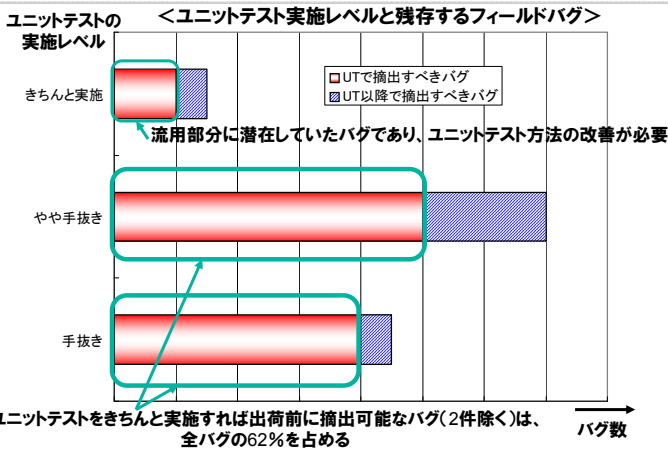 ユニットテストの
実施レベル
＜ユニットテスト実施レベルと残存するフィールドバグ＞
UTで摘出すべきバグ
UT以降で摘出すべきバグ
きちんと実施
流用部分に潜在していたバグであり、ユニットテスト方法の改善が必要
やや手抜き
手抜き
ユニットテストをきちんと実施すれば出荷前に摘出可能なバグ（2件除く）は、
全バグの62%を占める
バグ数